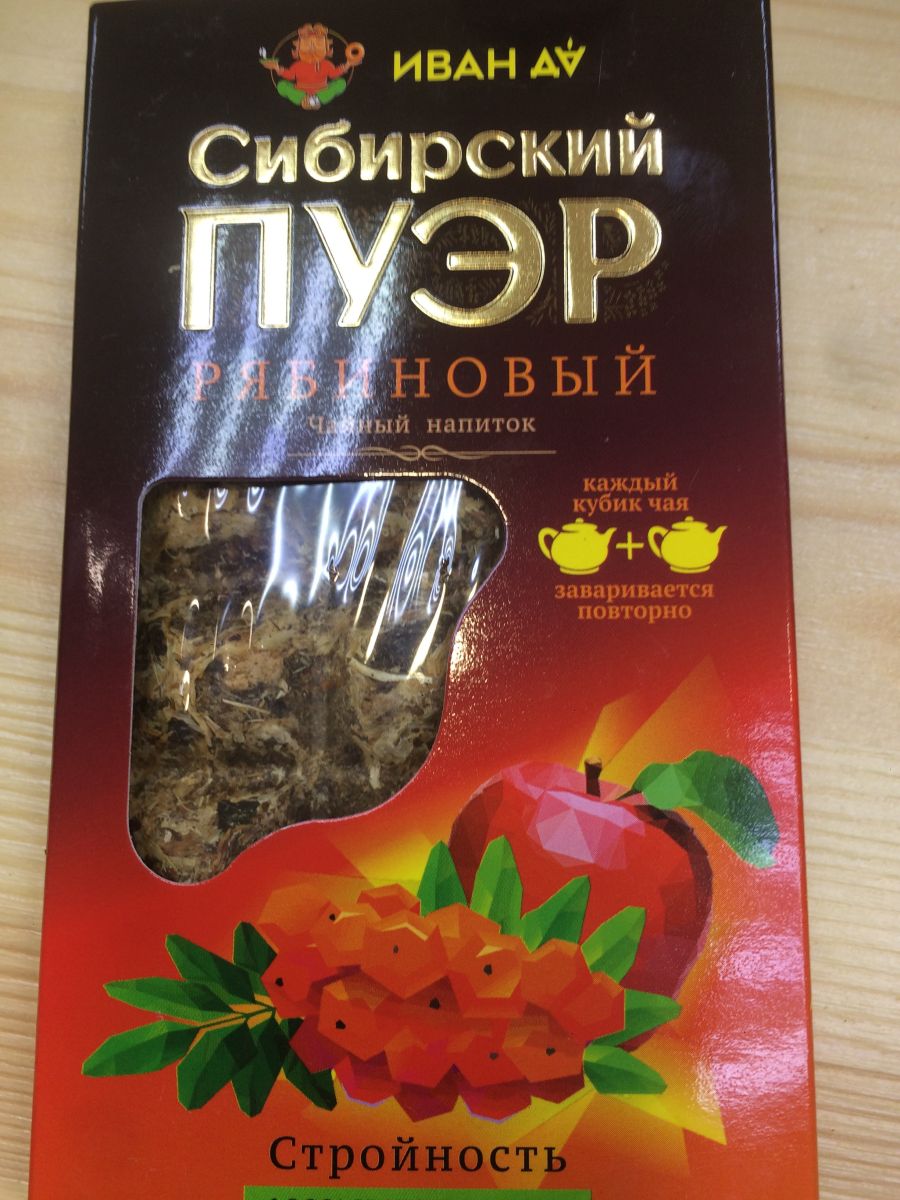 ИВАН ДА
Сибирский
ПУЭР
РЯБИНОВЫЙ
Чайный напиток
каждый
кубик чая
+
заваривается
повторно
Стройность